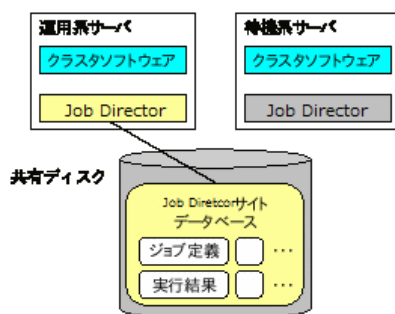 運用系サーバ
クラスタソフトウェア
Job Director
待機系サーバ
クラスタソフトウェア
Job Director
共有ディスク
Job Diretcorサイト
データベース
ジョブ定義 …
実行結果 …